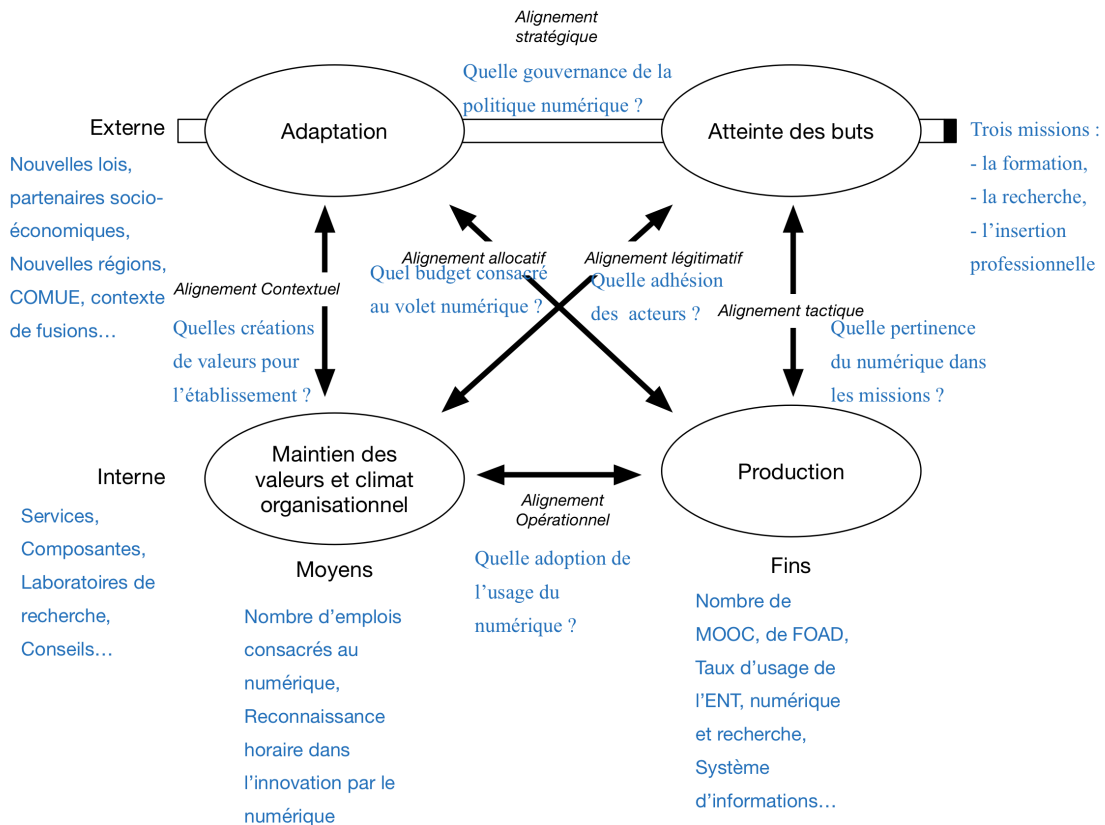 Alignement
stratégique
Quelle gouvernance de la
politique numérique ?
Externe
Adaptation
Atteinte des buts
Nouvelles lois,
partenaires socio-
économiques,
Nouvelles régions,
COMUE, contexte
de fusions…
Trois missions :
- la formation,
- la recherche,
- l’insertion
professionnelle
Alignement Contextuel
Quelles créations
de valeurs pour
l’établissement ?
Alignement allocatif
Quel budget consacré
au volet numérique ?
Alignement légitimatif
Quelle adhésion
des acteurs ?
Alignement tactique
Quelle pertinence
du numérique dans
les missions ?
Interne
Maintien des
valeurs et climat
organisationnel
Production
Services,
Composantes,
Laboratoires de
recherche,
Conseils…
Alignement
Opérationnel
Quelle adoption de
l’usage du
numérique ?
Moyens
Nombre d’emplois
consacrés au
numérique,
Reconnaissance
horaire dans
l’innovation par le
numérique
Fins
Nombre de
MOOC, de FOAD,
Taux d’usage de
l’ENT, numérique
et recherche,
Système
d’informations…